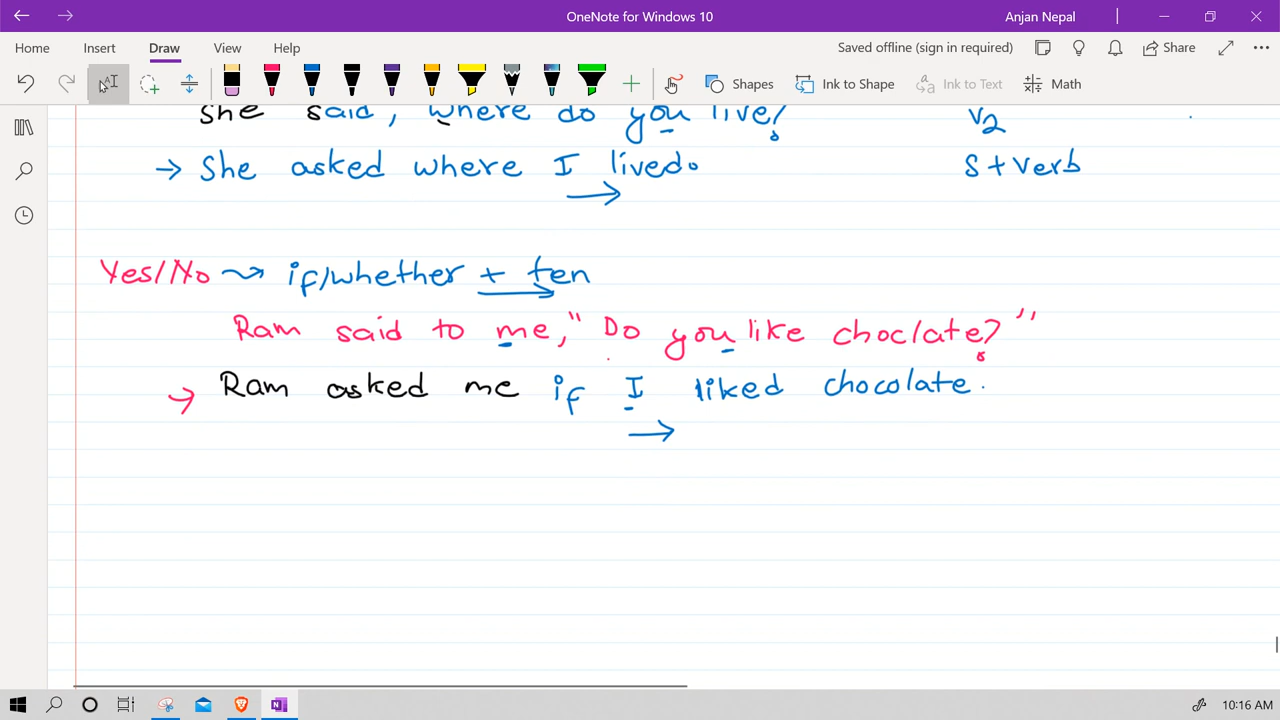 OneNote for Windows 10
Anjan Nepal
Home Insert Draw View Help
Saved offline (sign in required)
Share
Shapes
Ink to Shape
Ink to Text
Math
She said, where do you live?
V2
→ She asked where I lived.
S + verb
Yes/No ↝ if/whether + ten
Ram said to me, " Do you like choclate? "
→ Ram asked me if I liked chocolate.
10:16 AM